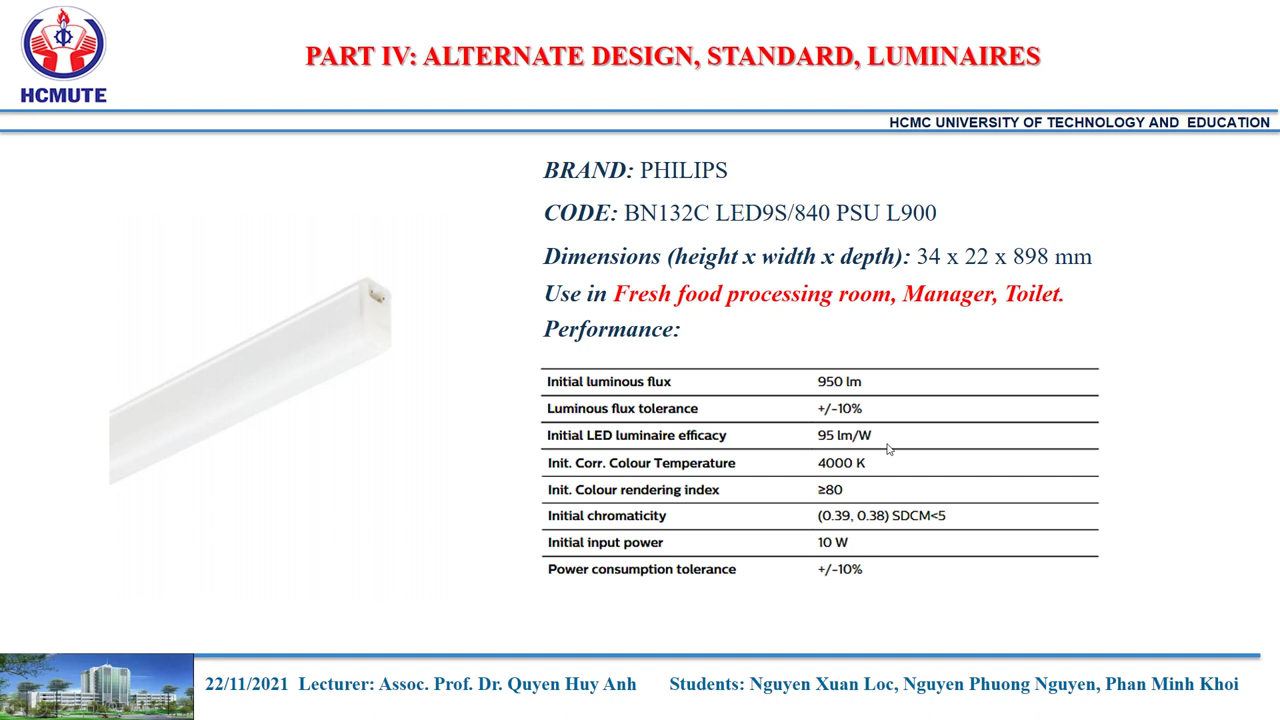 HCMUTE
PART IV: ALTERNATE DESIGN, STANDARD, LUMINAIRES
HCMC UNIVERSITY OF TECHNOLOGY AND EDUCATION
BRAND: PHILIPS
CODE: BN132C LED9S/840 PSU L900
Dimensions (height x width x depth): 34 x 22 x 898 mm
Use in Fresh food processing room, Manager, Toilet.
Performance:
Initial luminous flux 950 lm
Luminous flux tolerance +/-10%
Initial LED luminaire efficacy 95 lm/W
Init. Corr. Colour Temperature 4000 K
Init. Colour rendering index ≥80
Initial chromaticity (0.39, 0.38) SDCM<5
Initial input power 10 W
Power consumption tolerance +/-10%
22/11/2021 Lecturer: Assoc. Prof. Dr. Quyen Huy Anh Students: Nguyen Xuan Loc, Nguyen Phuong Nguyen, Phan Minh Khoi